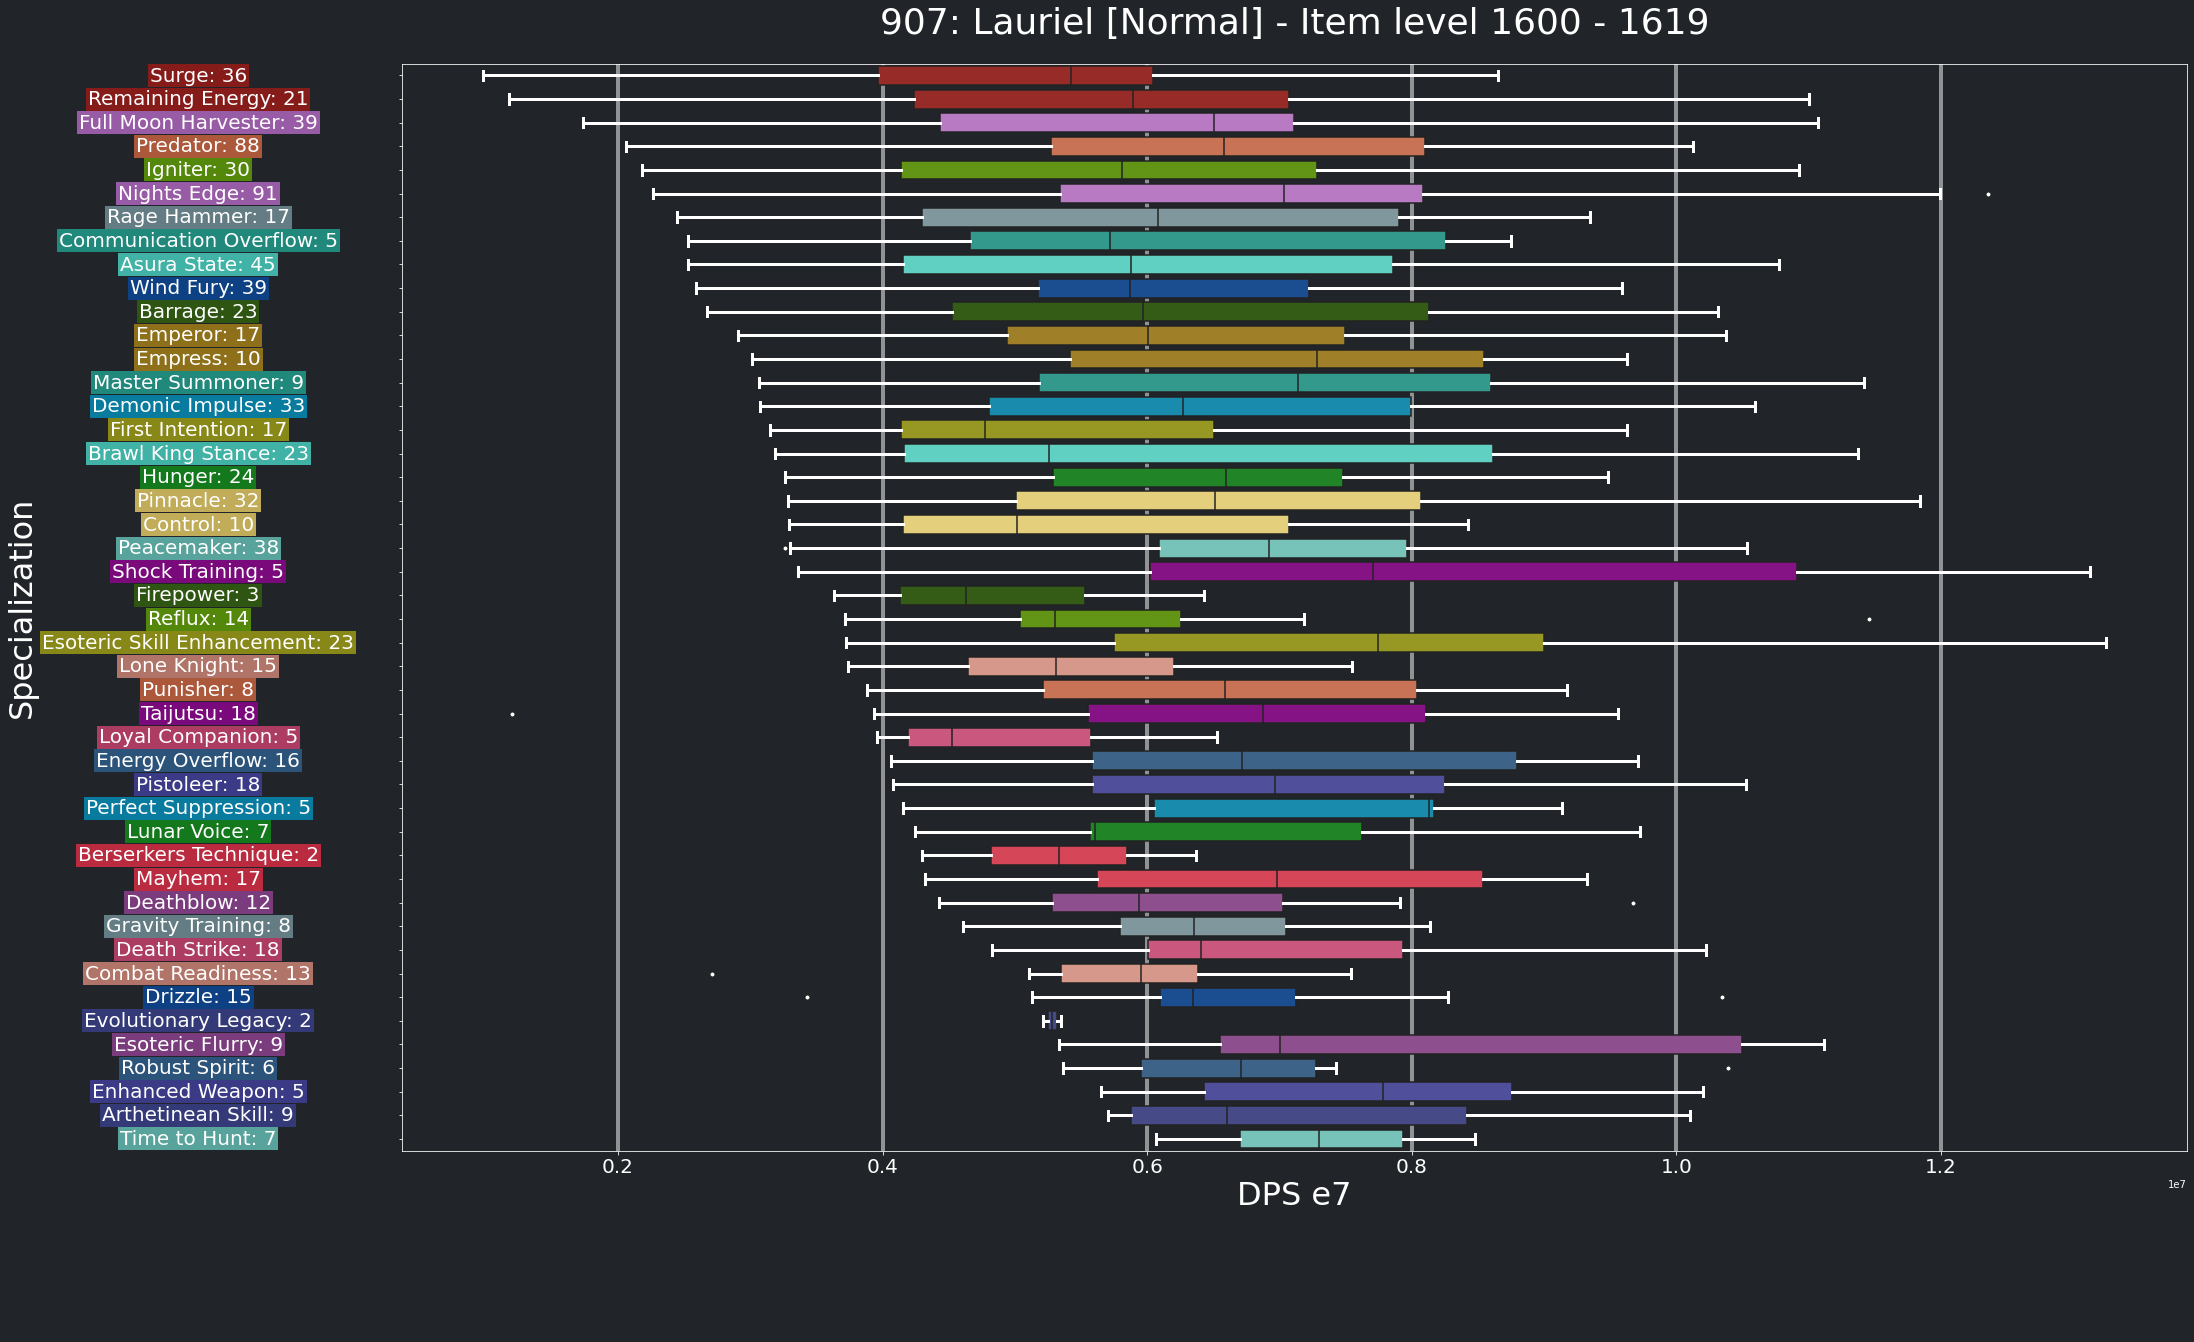 907: Lauriel [Normal] - Item level 1600 - 1619
Surge: 36
Remaining Energy: 21
Full Moon Harvester: 39
Predator: 88
Igniter: 30
Nights Edge: 91
Rage Hammer: 17
Communication Overflow: 5
Asura State: 45
Wind Fury: 39
Barrage: 23
Emperor: 17
Empress: 10
Master Summoner: 9
Demonic Impulse: 33
First Intention: 17
Brawl King Stance: 23
Hunger: 24
Pinnacle: 32
Control: 10
Peacemaker: 38
Shock Training: 5
Firepower: 3
Reflux: 14
Esoteric Skill Enhancement: 23
Lone Knight: 15
Punisher: 8
Taijutsu: 18
Loyal Companion: 5
Energy Overflow: 16
Pistoleer: 18
Perfect Suppression: 5
Lunar Voice: 7
Berserkers Technique: 2
Mayhem: 17
Deathblow: 12
Gravity Training: 8
Death Strike: 18
Combat Readiness: 13
Drizzle: 15
Evolutionary Legacy: 2
Esoteric Flurry: 9
Robust Spirit: 6
Enhanced Weapon: 5
Arthetinean Skill: 9
Time to Hunt: 7
Specialization
0.2 0.4 0.6 0.8 1.0 1.2
1e7
DPS e7